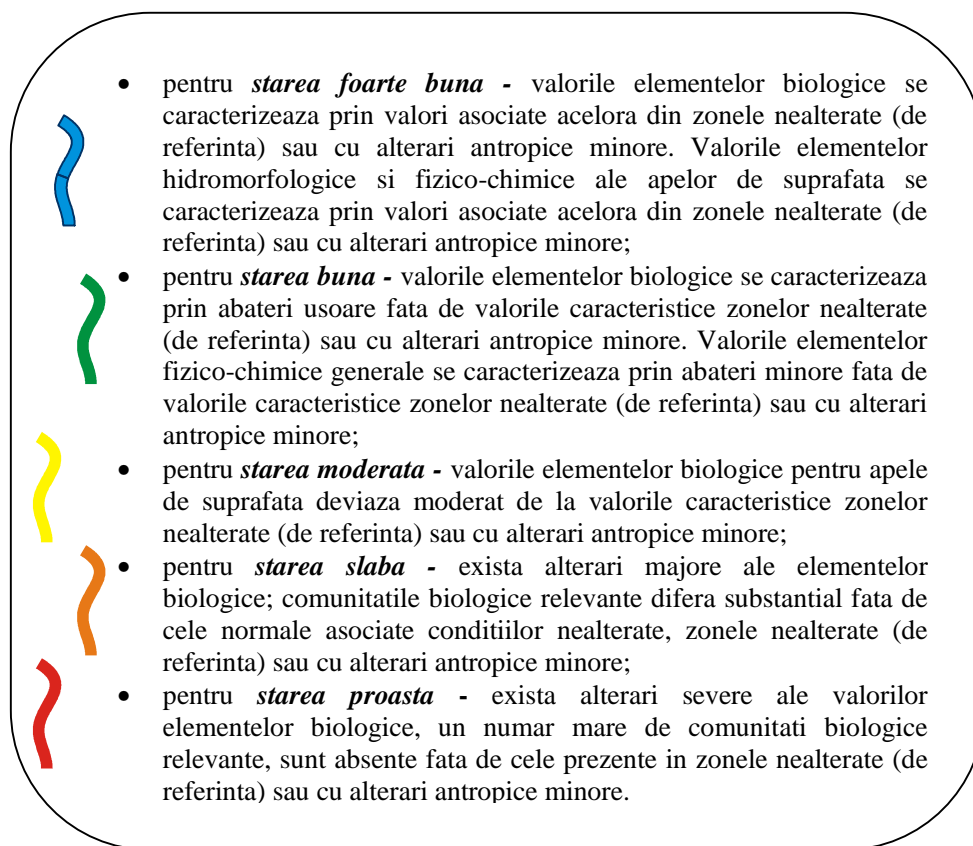 • pentru starea foarte buna - valorile elementelor biologice se
caracterizeaza prin valori asociate acelora din zonele nealterate (de
referinta) sau cu alterari antropice minore. Valorile elementelor
hidromorfologice si fizico-chimice ale apelor de suprafata se
caracterizeaza prin valori asociate acelora din zonele nealterate (de
referinta) sau cu alterari antropice minore;
• pentru starea buna - valorile elementelor biologice se caracterizeaza
prin abateri usoare fata de valorile caracteristice zonelor nealterate
(de referinta) sau cu alterari antropice minore. Valorile elementelor
fizico-chimice generale se caracterizeaza prin abateri minore fata de
valorile caracteristice zonelor nealterate (de referinta) sau cu alterari
antropice minore;
• pentru starea moderata - valorile elementelor biologice pentru apele
de suprafata deviaza moderat de la valorile caracteristice zonelor
nealterate (de referinta) sau cu alterari antropice minore;
• pentru starea slaba - exista alterari majore ale elementelor
biologice; comunitatile biologice relevante difera substantial fata de
cele normale asociate conditiilor nealterate, zonele nealterate (de
referinta) sau cu alterari antropice minore;
• pentru starea proasta - exista alterari severe ale valorilor
elementelor biologice, un numar mare de comunitati biologice
relevante, sunt absente fata de cele prezente in zonele nealterate (de
referinta) sau cu alterari antropice minore.